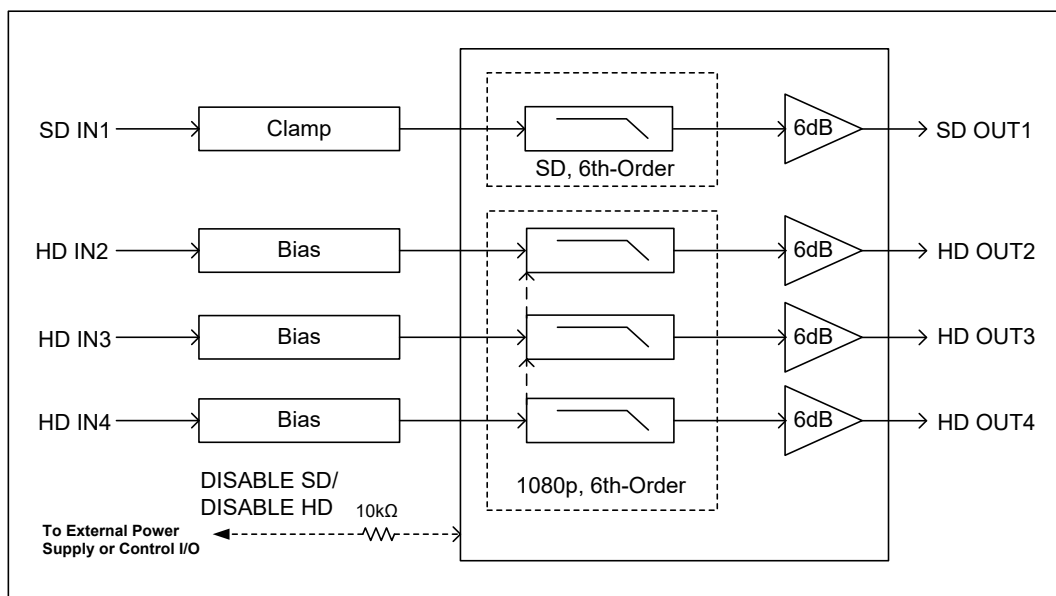 SD IN1
Clamp
6dB
SD OUT1
SD, 6th-Order
HD IN2
Bias
6dB
HD OUT2
HD IN3
Bias
6dB
HD OUT3
HD IN4
Bias
6dB
HD OUT4
DISABLE SD/
DISABLE HD
10kΩ
1080p, 6th-Order
To External Power
Supply or Control I/O